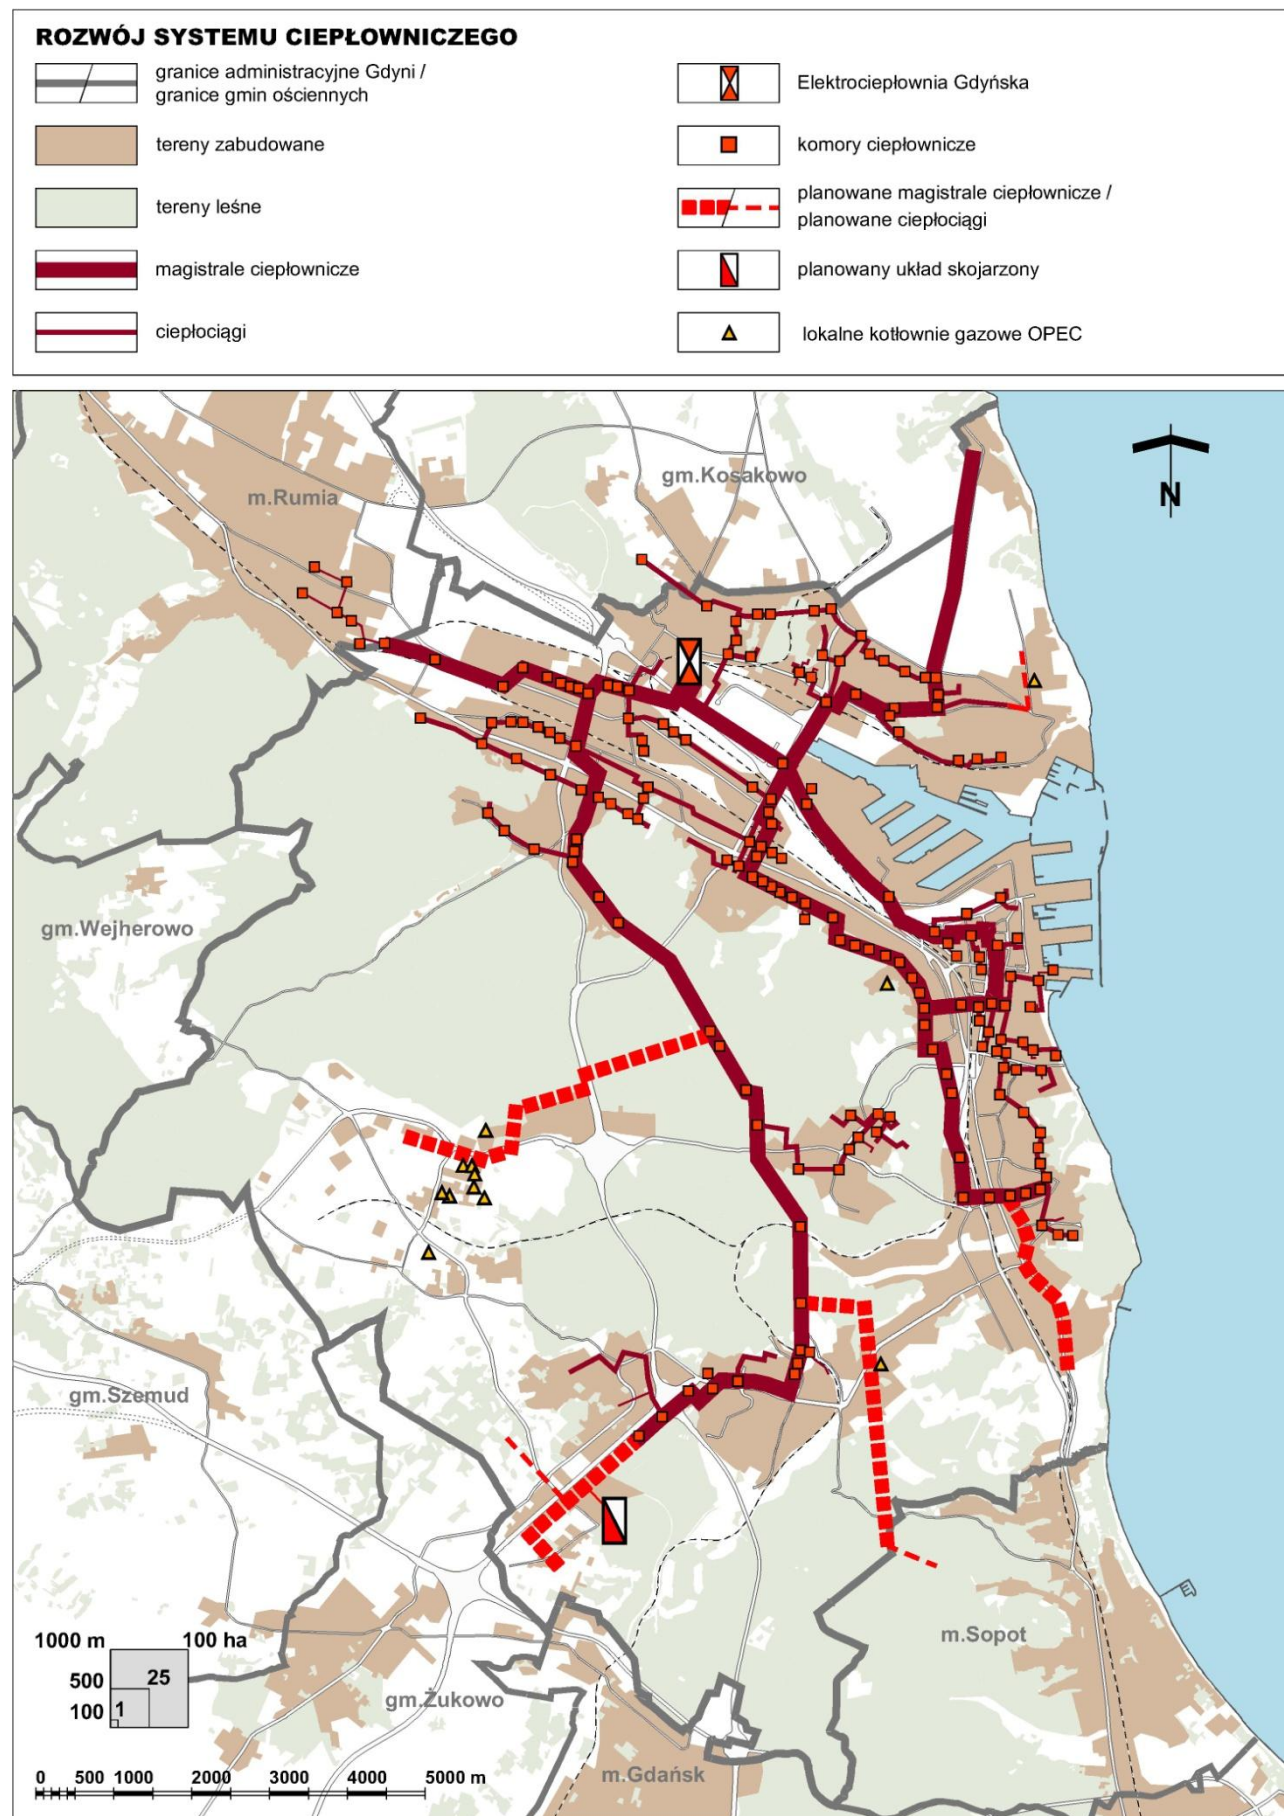 ROZWÓJ SYSTEMU CIEPŁOWNICZEGO
granice administracyjne Gdyni /
granice gmin ościennych
tereny zabudowane
tereny leśne
magistrale ciepłownicze
ciepłociągi
Elektrociepłownia Gdyńska
komory ciepłownicze
planowane magistrale ciepłownicze /
planowane ciepłociągi
planowany układ skojarzony
lokalne kotłownie gazowe OPEC
gm.Kosakowo
m.Rumia
N
gm.Wejherowo
gm.Szemud
m.Sopot
gm.Żukowo
m.Gdańsk
1000 m 100 ha
500 25
100 1
0 500 1000 2000 3000 4000 5000 m